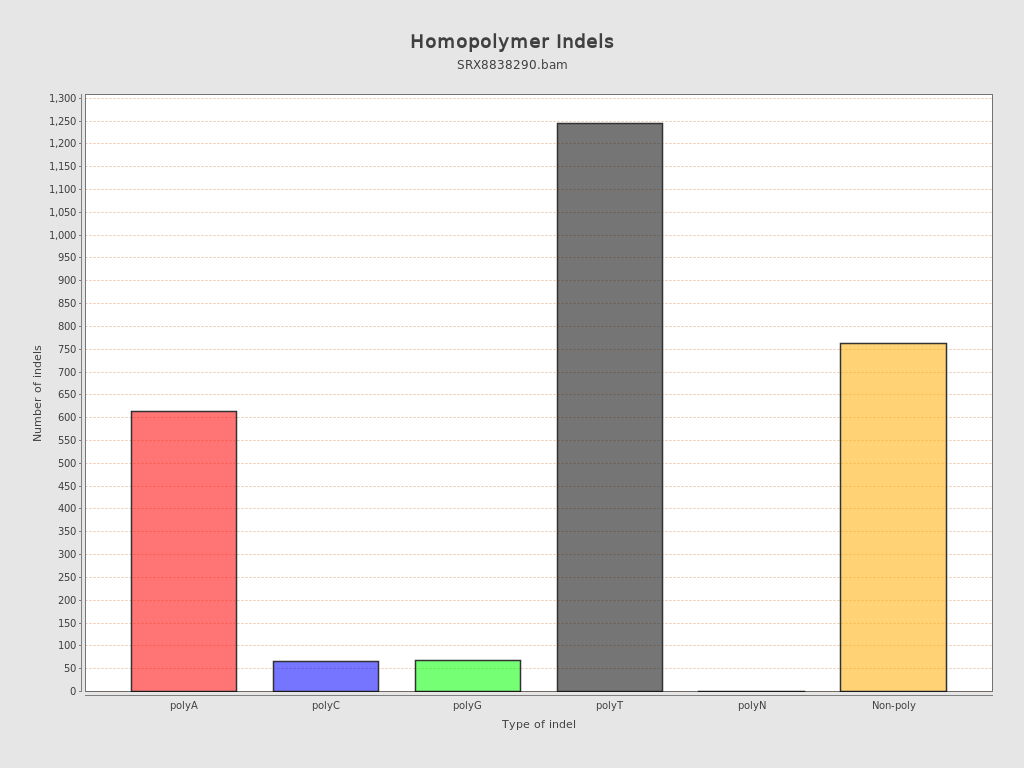 Homopolymer Indels
SRX8838290.bam
1,300
1,250
1,200
1,150
1,100
1,050
1,000
950
900
850
800
750
700
650
600
550
500
450
400
350
300
250
200
150
100
50
0
Number of indels
polyA
polyC
polyG
polyT
polyN
Non-poly
Type of indel